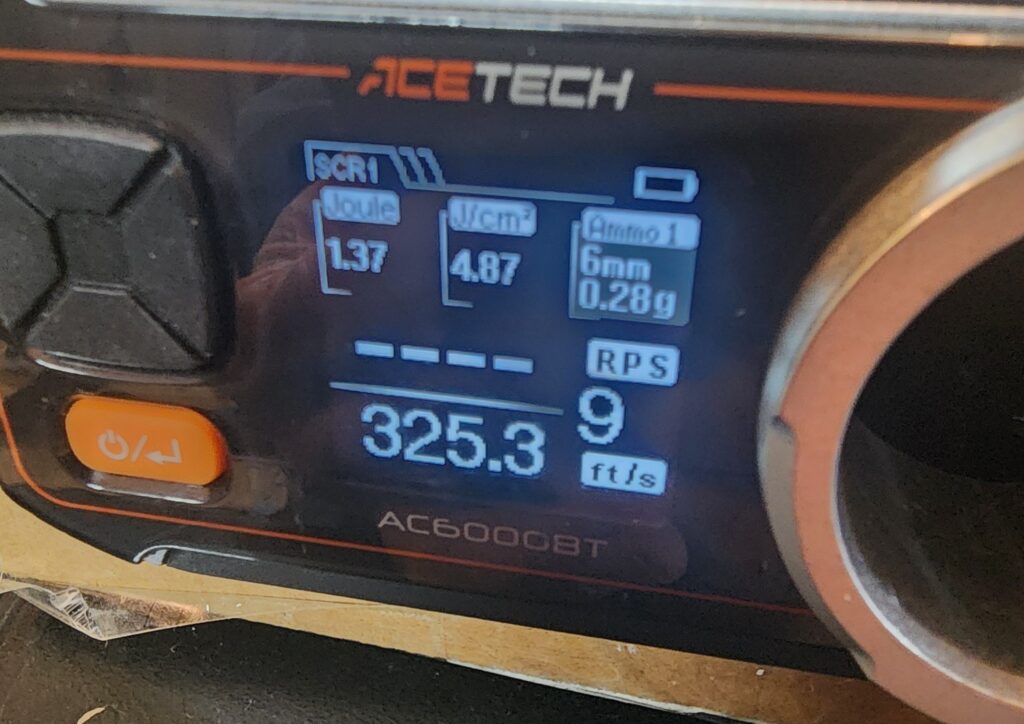 ACETECH
SCR1
Joule J/cm² Ammo 1
1.37 4.87 6mm
0.28g
---- RPS
325.3 9
ft/s
AC6000BT